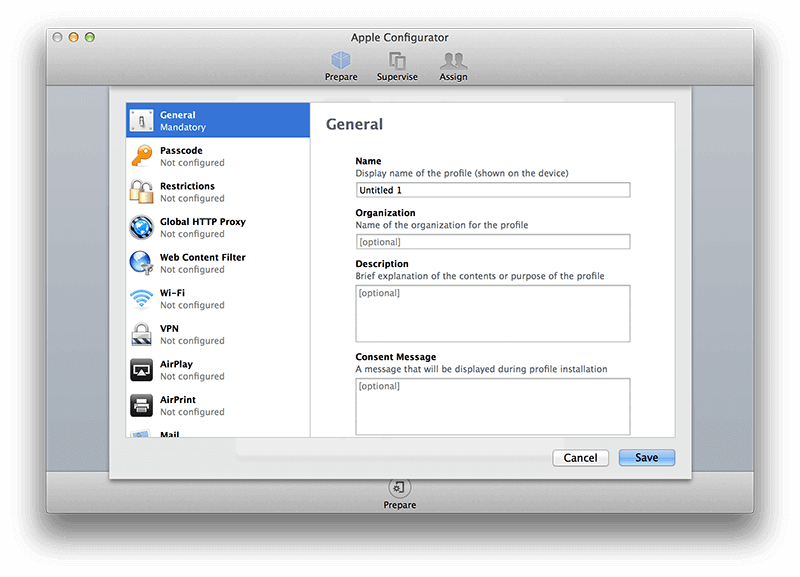 Apple Configurator
Prepare
Supervise
Assign
General
Mandatory
Passcode
Not configured
Restrictions
Not configured
Global HTTP Proxy
Not configured
Web Content Filter
Not configured
Wi-Fi
Not configured
VPN
Not configured
AirPlay
Not configured
AirPrint
Not configured
Mail
General
Name
Display name of the profile (shown on the device)
Untitled 1
Organization
Name of the organization for the profile
[optional]
Description
Brief explanation of the contents or purpose of the profile
[optional]
Consent Message
A message that will be displayed during profile installation
[optional]
Cancel
Save
Prepare